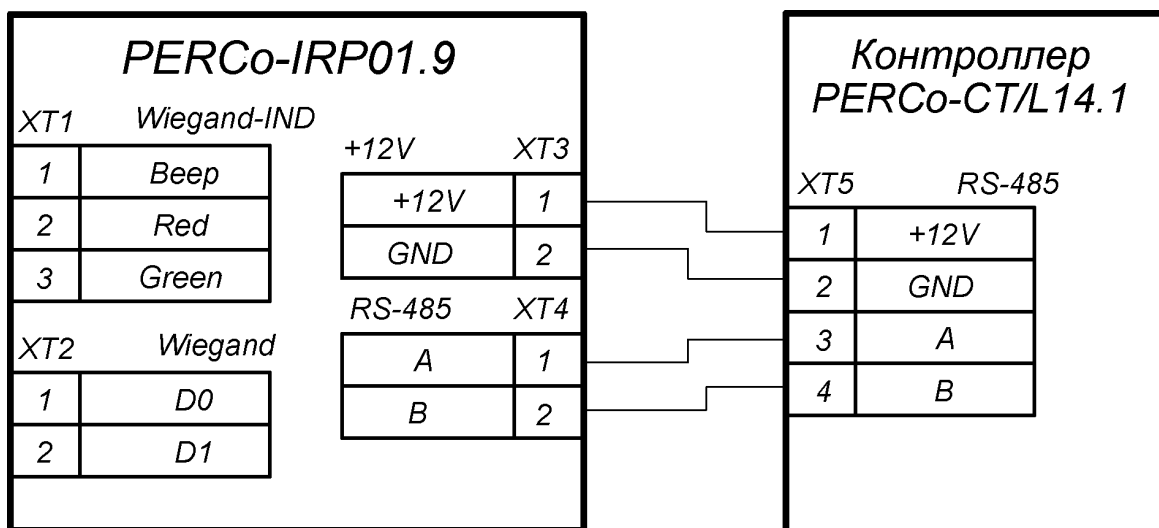 PERCo-IRP01.9
XT1 Wiegand-IND
1 Beep
2 Red
3 Green
XT2 Wiegand
1 D0
2 D1
+12V XT3
+12V 1
GND 2
RS-485 XT4
A 1
B 2
Контроллер
PERCo-CT/L14.1
XT5 RS-485
1 +12V
2 GND
3 A
4 B